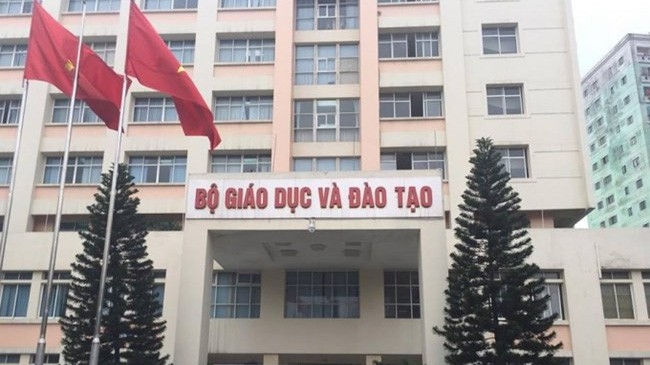 BỘ GIÁO DỤC VÀ ĐÀO TẠO